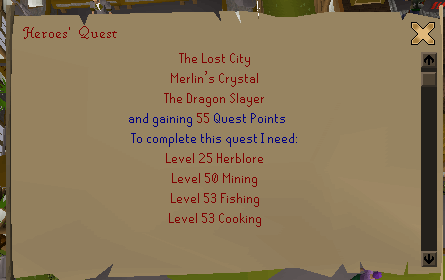 Heroes' Quest
The Lost City
Merlin's Crystal
The Dragon Slayer
and gaining 55 Quest Points
To complete this quest I need:
Level 25 Herblore
Level 50 Mining
Level 53 Fishing
Level 53 Cooking